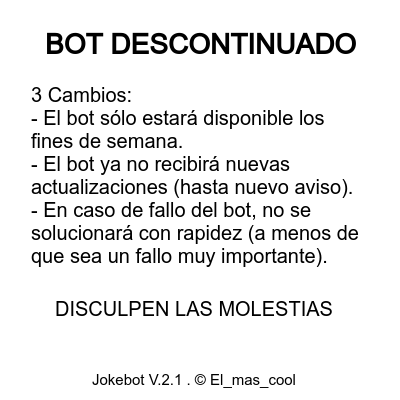 BOT DESCONTINUADO
3 Cambios:
- El bot sólo estará disponible los
fines de semana.
- El bot ya no recibirá nuevas
actualizaciones (hasta nuevo aviso).
- En caso de fallo del bot, no se
solucionará con rapidez (a menos de
que sea un fallo muy importante).
DISCULPEN LAS MOLESTIAS
Jokebot V.2.1 . © El_mas_cool